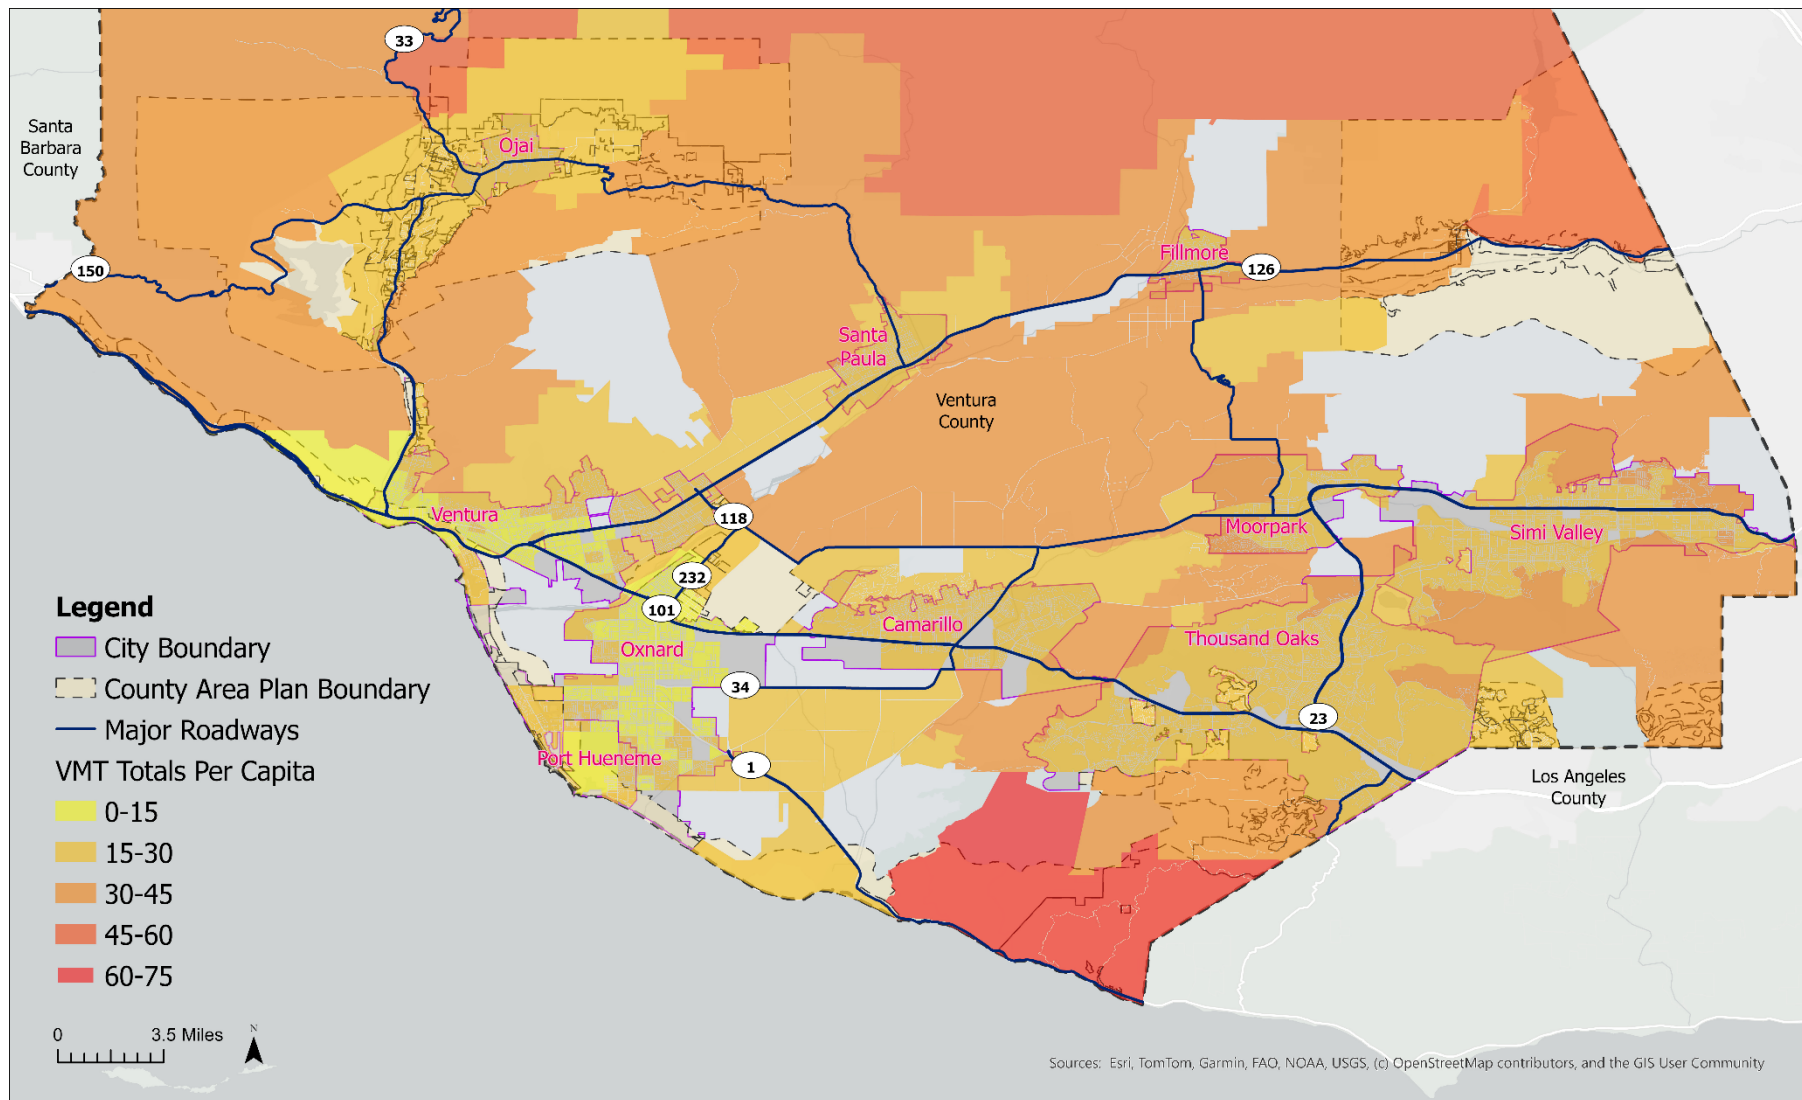 33
Santa
Barbara
County
Ojai
150
Fillmore
126
Santa
Paula
Ventura
County
Ventura
118
Moorpark
Simi Valley
232
101
Camarillo
Oxnard
Thousand Oaks
34
23
Port Hueneme
1
Los Angeles
County
Legend
City Boundary
County Area Plan Boundary
Major Roadways
VMT Totals Per Capita
0-15
15-30
30-45
45-60
60-75
0 3.5 Miles
N
Sources: Esri, TomTom, Garmin, FAO, NOAA, USGS, (c) OpenStreetMap contributors, and the GIS User Community